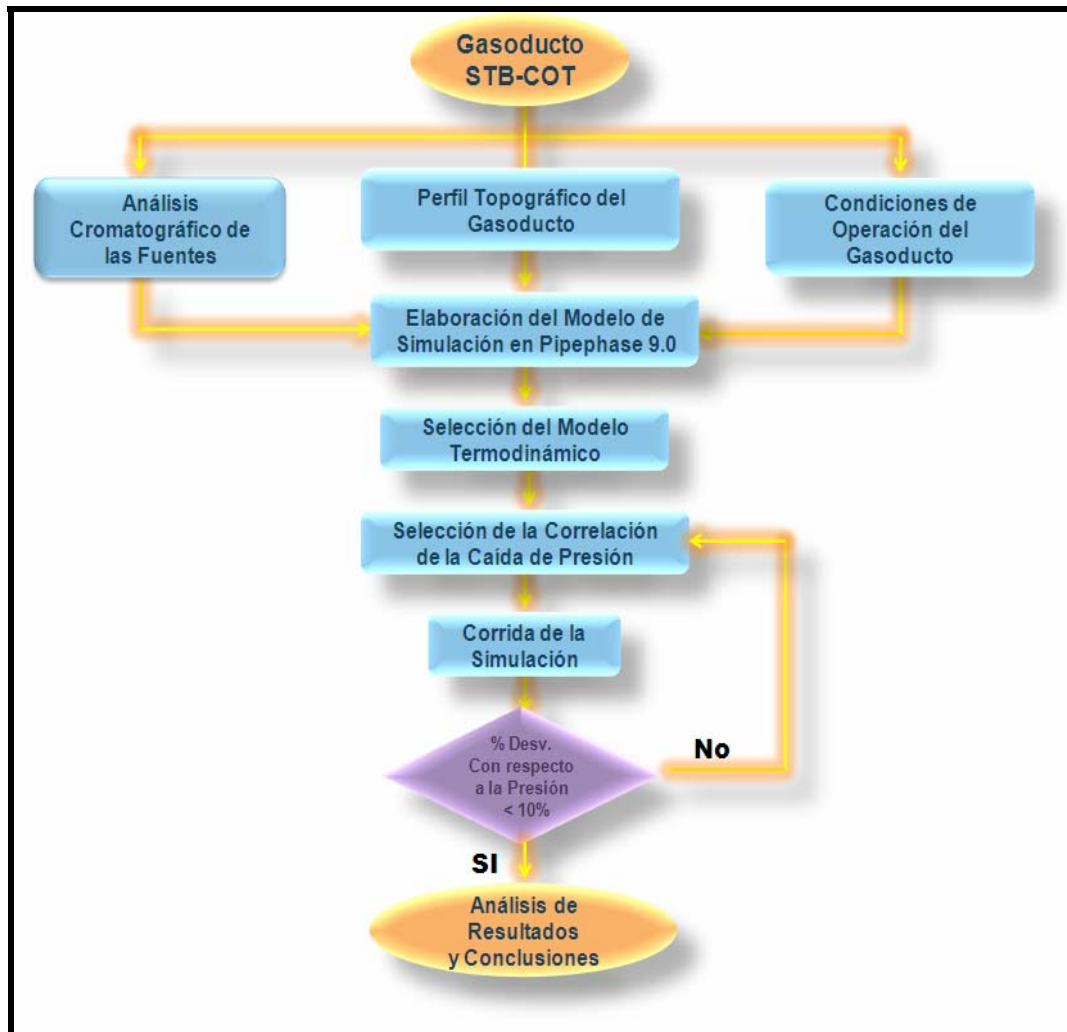 Gasoducto
STB-COT
Análisis
Cromatográfico de
las Fuentes
Perfil Topográfico del
Gasoducto
Condiciones de
Operación del
Gasoducto
Elaboración del Modelo de
Simulación en Pipephase 9.0
Selección del Modelo
Termodinámico
Selección de la Correlación
de la Caída de Presión
Corrida de la
Simulación
% Desv.
Con respecto
a la Presión
< 10%
No
SI
Análisis de
Resultados
y Conclusiones